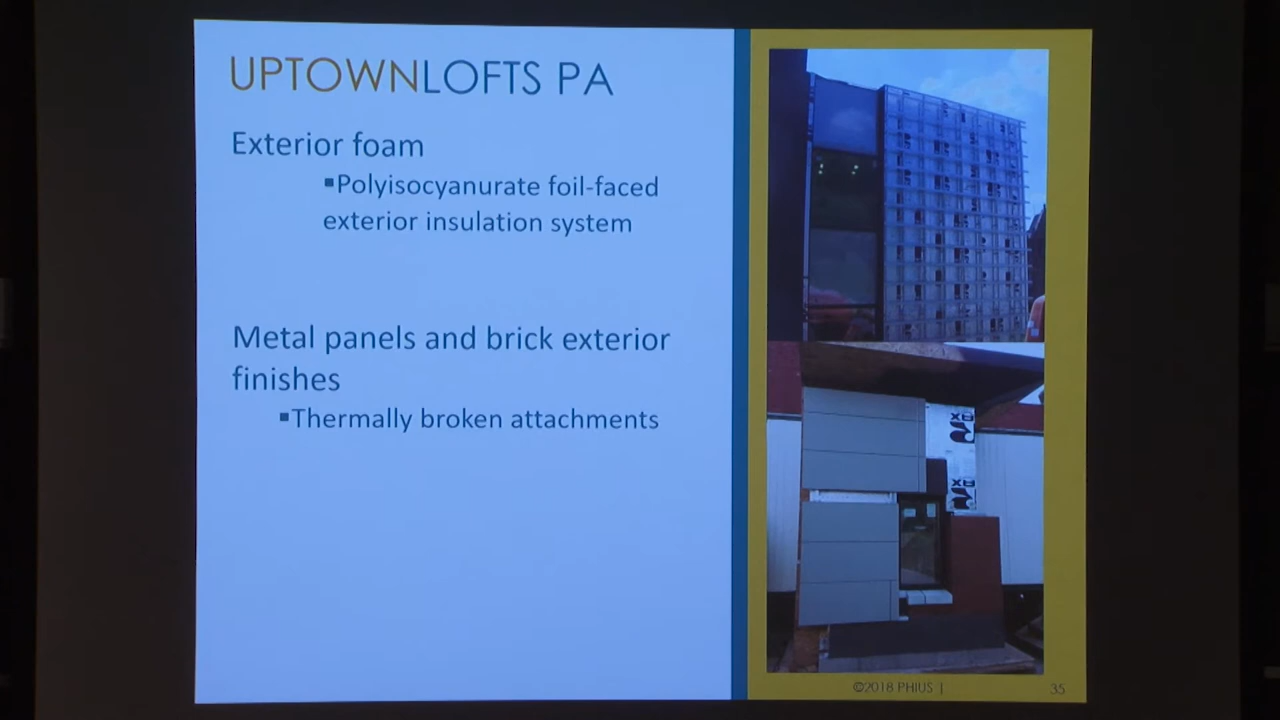 UPTOWNLOFTS PA
Exterior foam
▪Polyisocyanurate foil-faced
exterior insulation system
Metal panels and brick exterior
finishes
▪Thermally broken attachments
©2018 PHIUS |
35